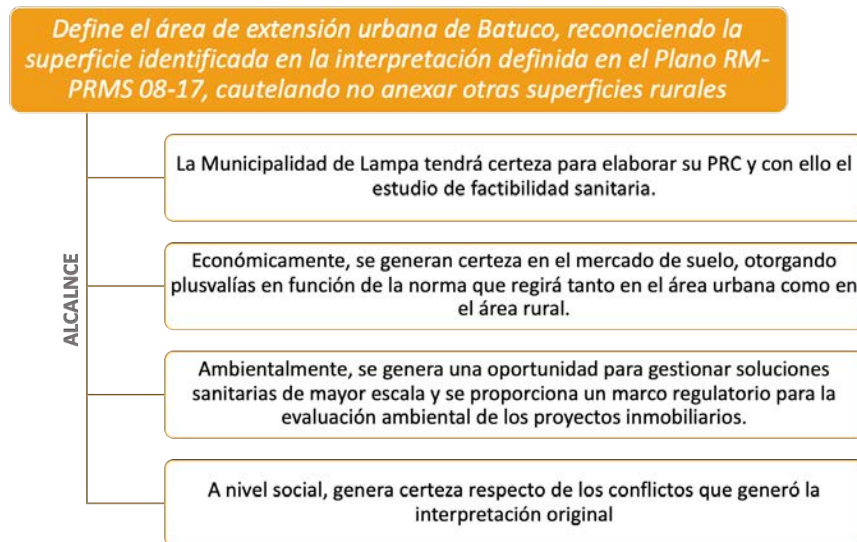 Define el área de extensión urbana de Batuco, reconociendo la
superficie identificada en la interpretación definida en el Plano RM-
PRMS 08-17, cautelando no anexar otras superficies rurales
ALCALNCE
La Municipalidad de Lampa tendrá certeza para elaborar su PRC y con ello el
estudio de factibilidad sanitaria.
Económicamente, se generan certeza en el mercado de suelo, otorgando
plusvalías en función de la norma que regirá tanto en el área urbana como en
el área rural.
Ambientalmente, se genera una oportunidad para gestionar soluciones
sanitarias de mayor escala y se proporciona un marco regulatorio para la
evaluación ambiental de los proyectos inmobiliarios.
A nivel social, genera certeza respecto de los conflictos que generó la
interpretación original